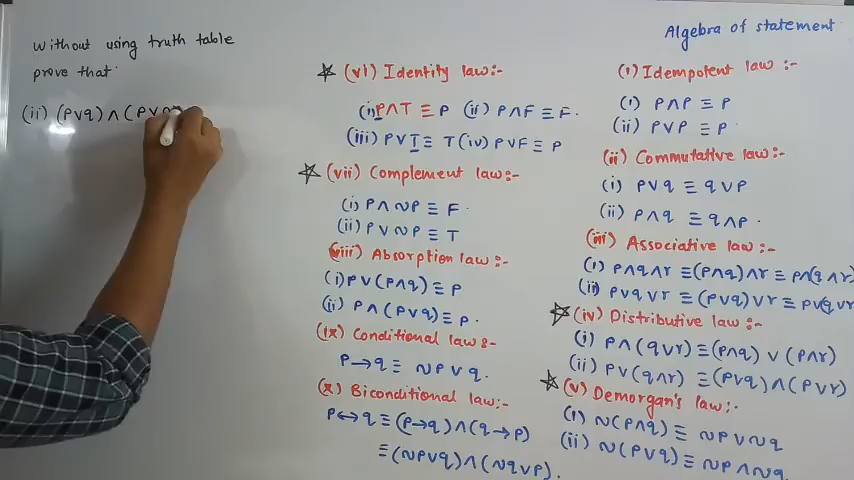 Without using truth table
prove that
(ii) (p∨q)∧(p∨∼
Algebra of statement
✩ (vi) Identity law:-
(i) p∧T ≡ p (ii) p∧F ≡ F.
(iii) p∨T ≡ T (iv) p∨F ≡ p
✩ (vii) Complement law:-
(i) p∧∼p ≡ F
(ii) p∨∼p ≡ T
(viii) Absorption law:-
(i) p∨(p∧q) ≡ p
(ii) p∧(p∨q) ≡ p.
(ix) Conditional law:-
p→q ≡ ∼p∨q.
(x) Biconditional law:-
p↔q ≡ (p→q)∧(q→p)
≡ (∼p∨q)∧(∼q∨p).
(i) Idempotent law:-
(i) p∧p ≡ p
(ii) p∨p ≡ p
(ii) Commutative law:-
(i) p∨q ≡ q∨p
(ii) p∧q ≡ q∧p.
(iii) Associative law:-
(i) p∧q∧r ≡ (p∧q)∧r ≡ p∧(q∧r)
(ii) p∨q∨r ≡ (p∨q)∨r ≡ p∨(q∨r)
✩ (iv) Distributive law:-
(i) p∧(q∨r) ≡ (p∧q)∨(p∧r)
(ii) p∨(q∧r) ≡ (p∨q)∧(p∨r)
✩ (v) Demorgan's law:-
(i) ∼(p∧q) ≡ ∼p∨∼q
(ii) ∼(p∨q) ≡ ∼p∧∼q